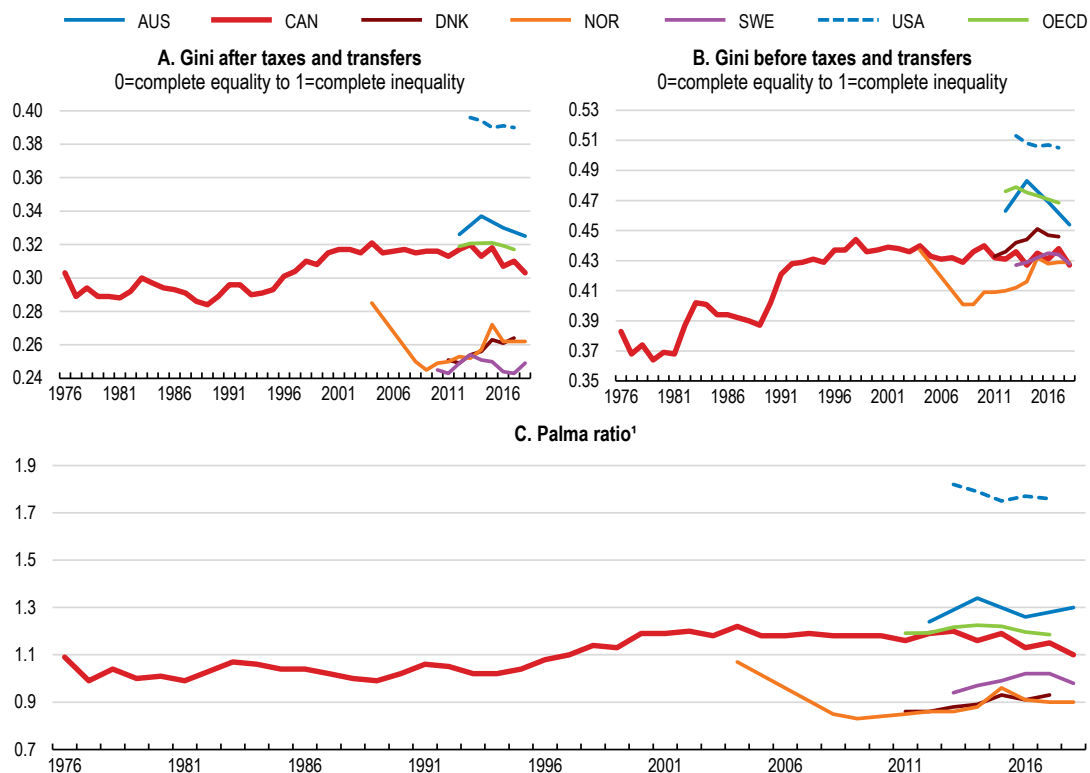 AUS CAN DNK NOR SWE USA OECD
A. Gini after taxes and transfers
0=complete equality to 1=complete inequality
0.40
0.38
0.36
0.34
0.32
0.30
0.28
0.26
0.24
1976 1981 1986 1991 1996 2001 2006 2011 2016
B. Gini before taxes and transfers
0=complete equality to 1=complete inequality
0.53
0.51
0.49
0.47
0.45
0.43
0.41
0.39
0.37
0.35
1976 1981 1986 1991 1996 2001 2006 2011 2016
C. Palma ratio¹
1.9
1.7
1.5
1.3
1.1
0.9
0.7
1976 1981 1986 1991 1996 2001 2006 2011 2016